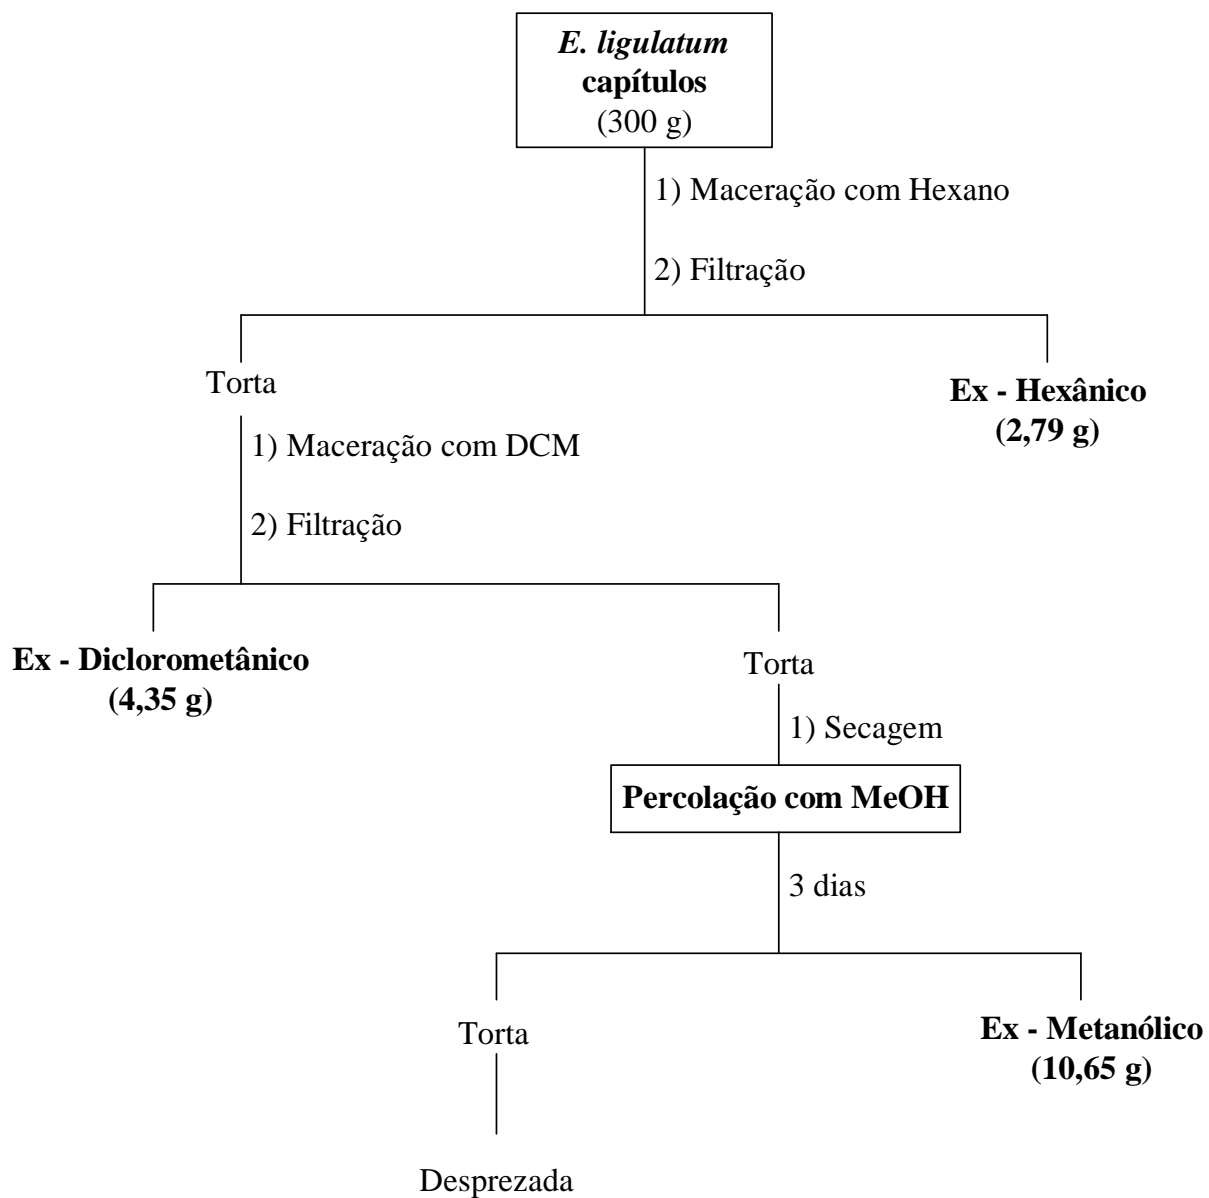 E. ligulatum
capítulos
(300 g)
1) Maceração com Hexano
2) Filtração
Torta
Ex - Hexânico
(2,79 g)
1) Maceração com DCM
2) Filtração
Ex - Diclorometânico
(4,35 g)
Torta
1) Secagem
Percolação com MeOH
3 dias
Torta
Ex - Metanólico
(10,65 g)
Desprezada